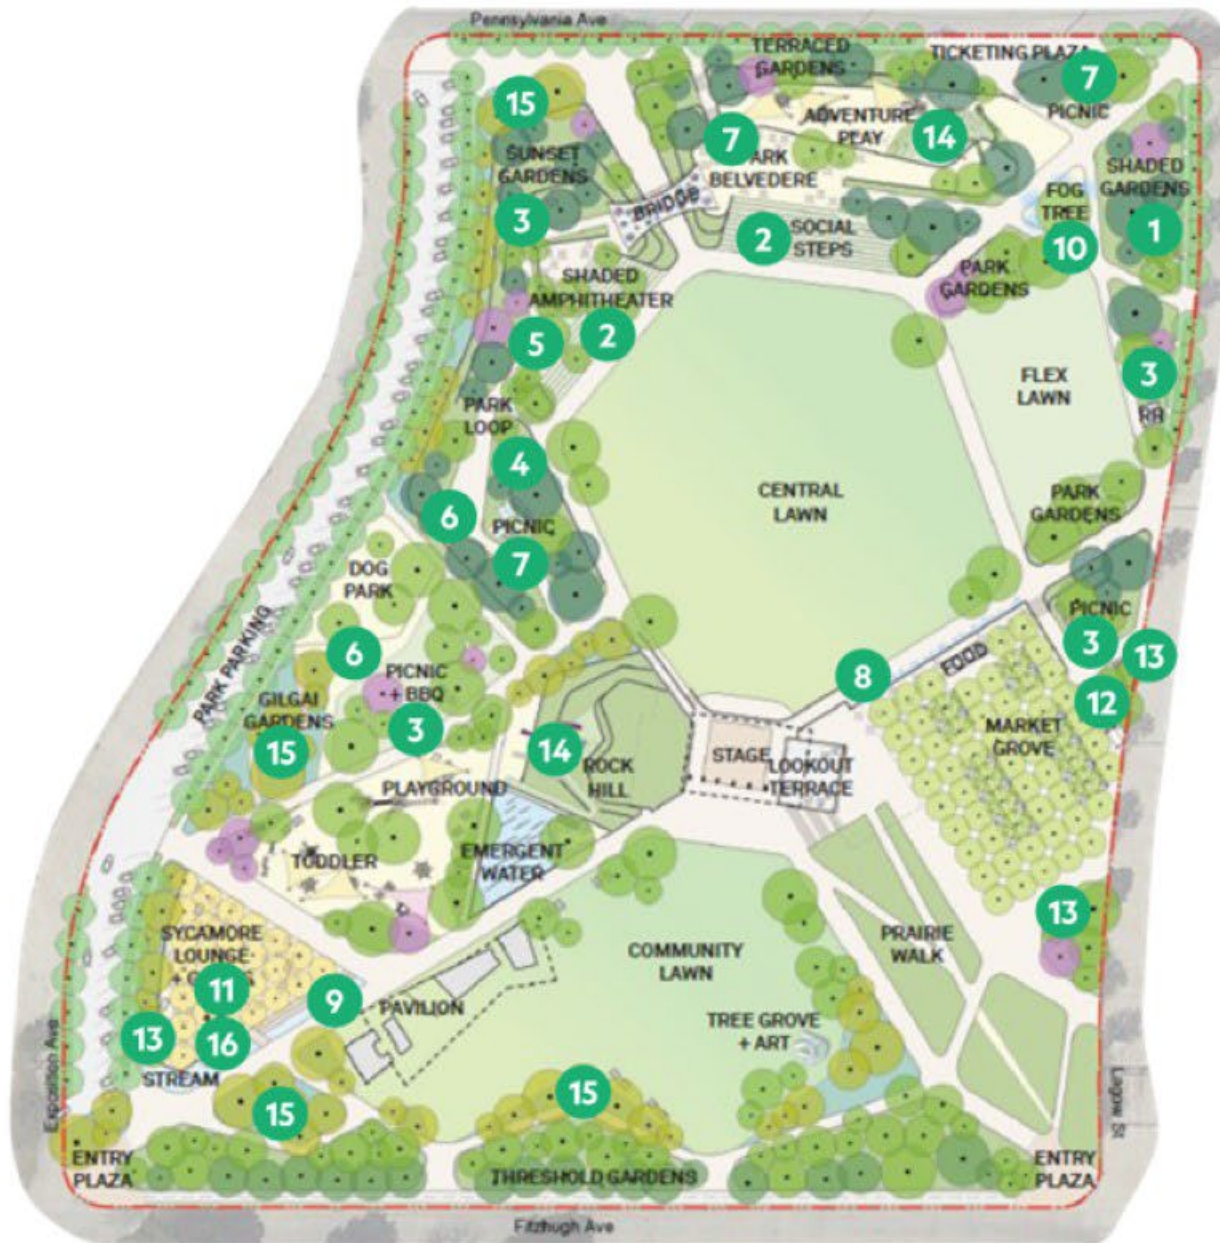 Pennsylvania Ave
TERRACED
GARDENS
TICKETING PLAZA
7
PICNIC
15
ADVENTURE
PLAY
14
7
SUNSET
GARDENS
ARK
BELVEDERE
SHADED
GARDENS
FOG
TREE
BRIDGE
3
2
SOCIAL
STEPS
10
1
SHADED
AMPHITHEATER
PARK
GARDENS
5
2
FLEX
LAWN
3
RR
PARK
LOOP
4
CENTRAL
LAWN
PARK
GARDENS
6
PICNIC
7
DOG
PARK
PICNIC
3
13
PARK PARKING
6
PICNIC
+ BBQ
8
FOOD
12
GILGAI
GARDENS
15
3
MARKET
GROVE
14
ROCK
HILL
STAGE
LOOKOUT
TERRACE
PLAYGROUND
TODDLER
EMERGENT
WATER
13
SYCAMORE
LOUNGE
11
COMMUNITY
LAWN
PRAIRIE
WALK
9
PAVILION
13
16
TREE GROVE
+ ART
STREAM
15
15
Exposition Ave
Lagow St
ENTRY
PLAZA
THRESHOLD GARDENS
ENTRY
PLAZA
Fitzhugh Ave